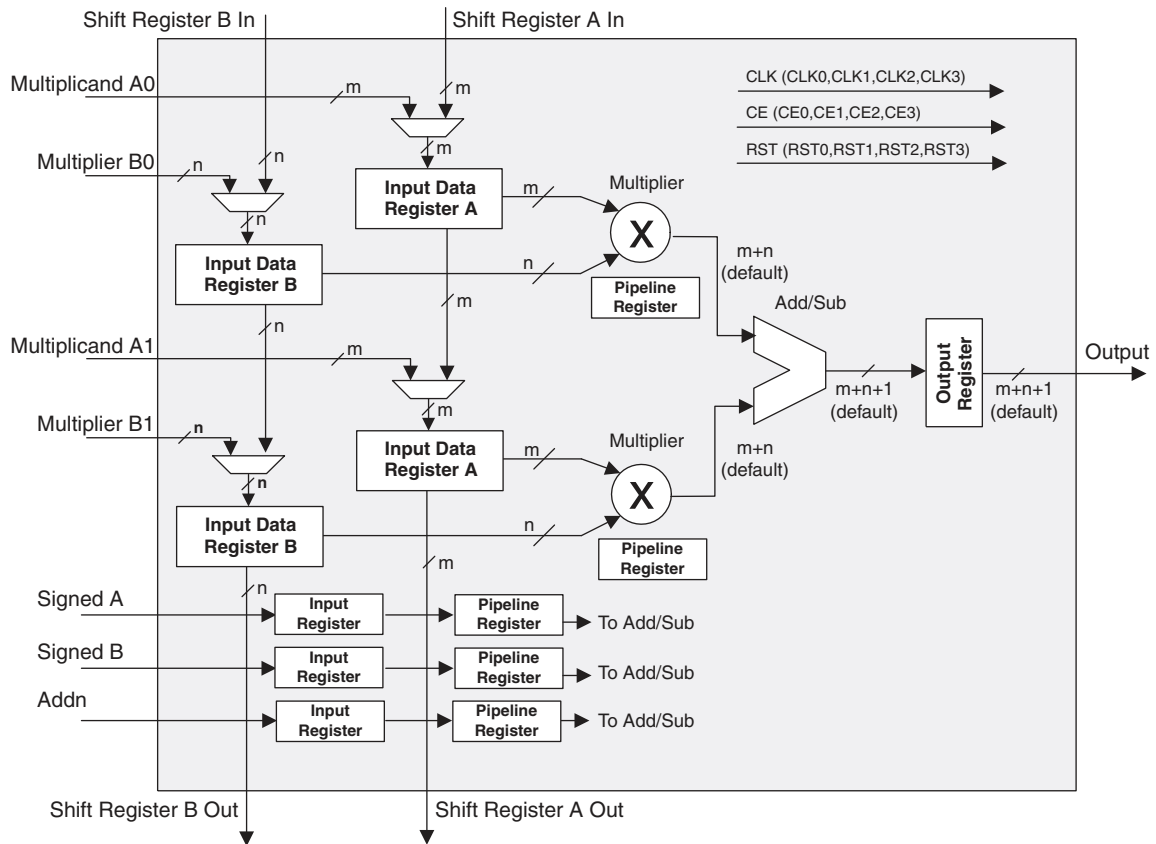 Shift Register B In
Shift Register A In
Multiplicand A0
m
m
CLK (CLK0,CLK1,CLK2,CLK3)
CE (CE0,CE1,CE2,CE3)
RST (RST0,RST1,RST2,RST3)
Multiplier B0
n
n
m
Input Data
Register A
m
Multiplier
X
n
Input Data
Register B
n
m+n
(default)
Pipeline
Register
m
n
Add/Sub
Multiplicand A1
m
Output
m+n+1
(default)
Output
Register
m+n+1
(default)
m
Multiplier B1
n
Input Data
Register A
m
Multiplier
X
m+n
(default)
n
Input Data
Register B
n
Pipeline
Register
m
n
Signed A
Input
Register
Pipeline
Register
To Add/Sub
Signed B
Input
Register
Pipeline
Register
To Add/Sub
Addn
Input
Register
Pipeline
Register
To Add/Sub
Shift Register B Out
Shift Register A Out